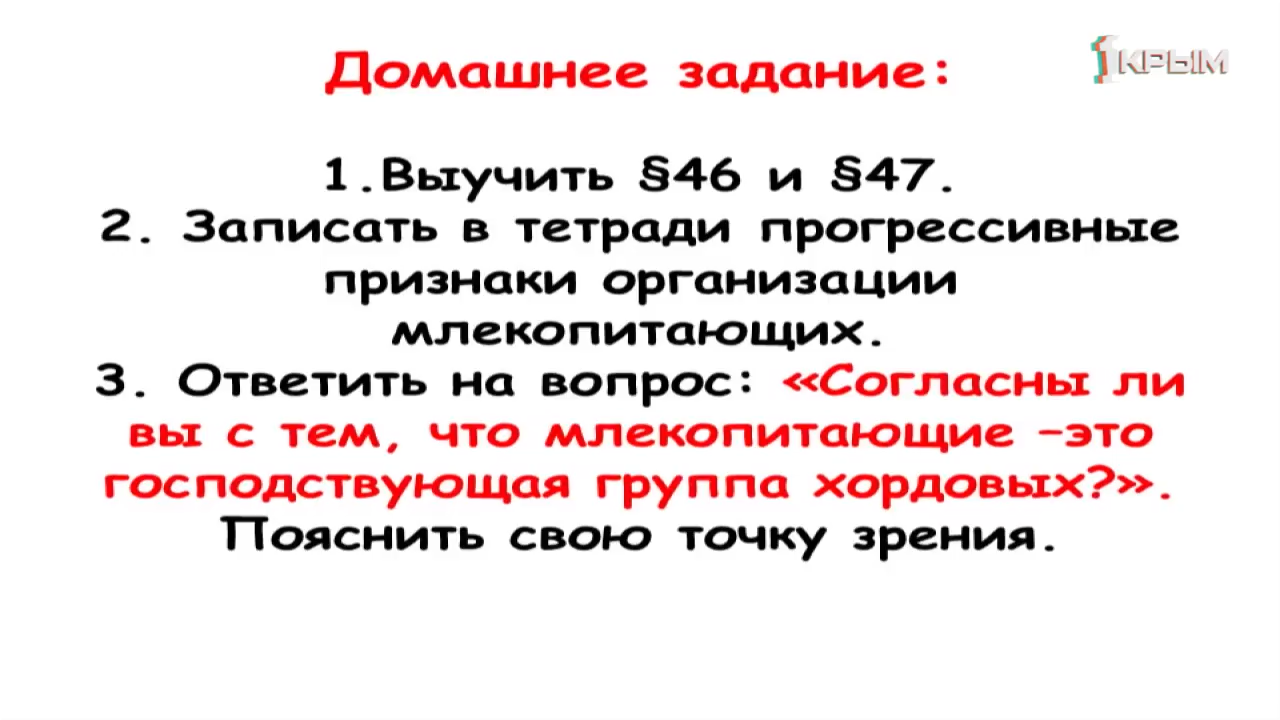 1КРЫМ
Домашнее задание:
1.Выучить §46 и §47.
2. Записать в тетради прогрессивные
признаки организации
млекопитающих.
3. Ответить на вопрос: «Согласны ли
вы с тем, что млекопитающие –это
господствующая группа хордовых?».
Пояснить свою точку зрения.